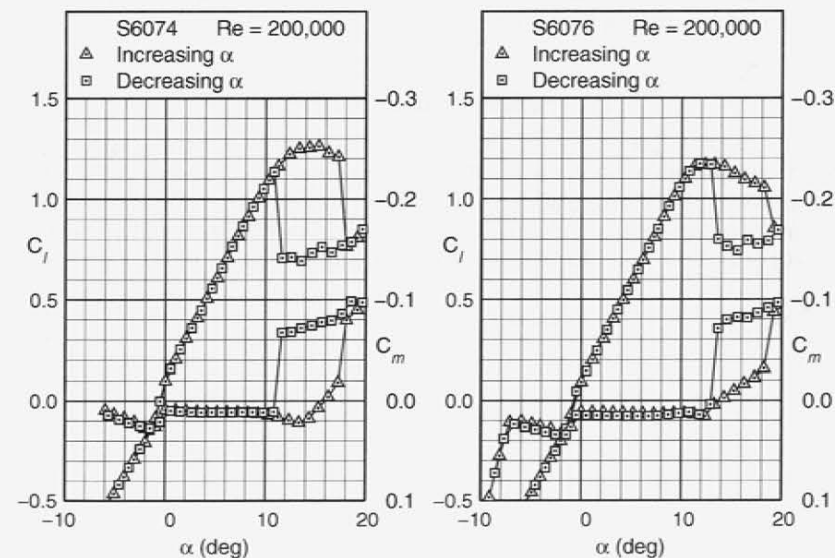 S6074 Re = 200,000
Increasing α
Decreasing α
1.5
1.0
0.5
0.0
−0.5
C_l
−0.3
−0.2
−0.1
0.0
0.1
C_m
−10 0 10 20
α (deg)
S6076 Re = 200,000
Increasing α
Decreasing α
1.5
1.0
0.5
0.0
−0.5
C_l
−0.3
−0.2
−0.1
0.0
0.1
C_m
−10 0 10 20
α (deg)